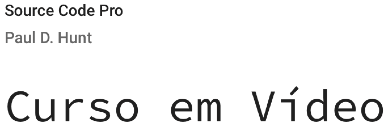 Source Code Pro
Paul D. Hunt
Curso em Vídeo